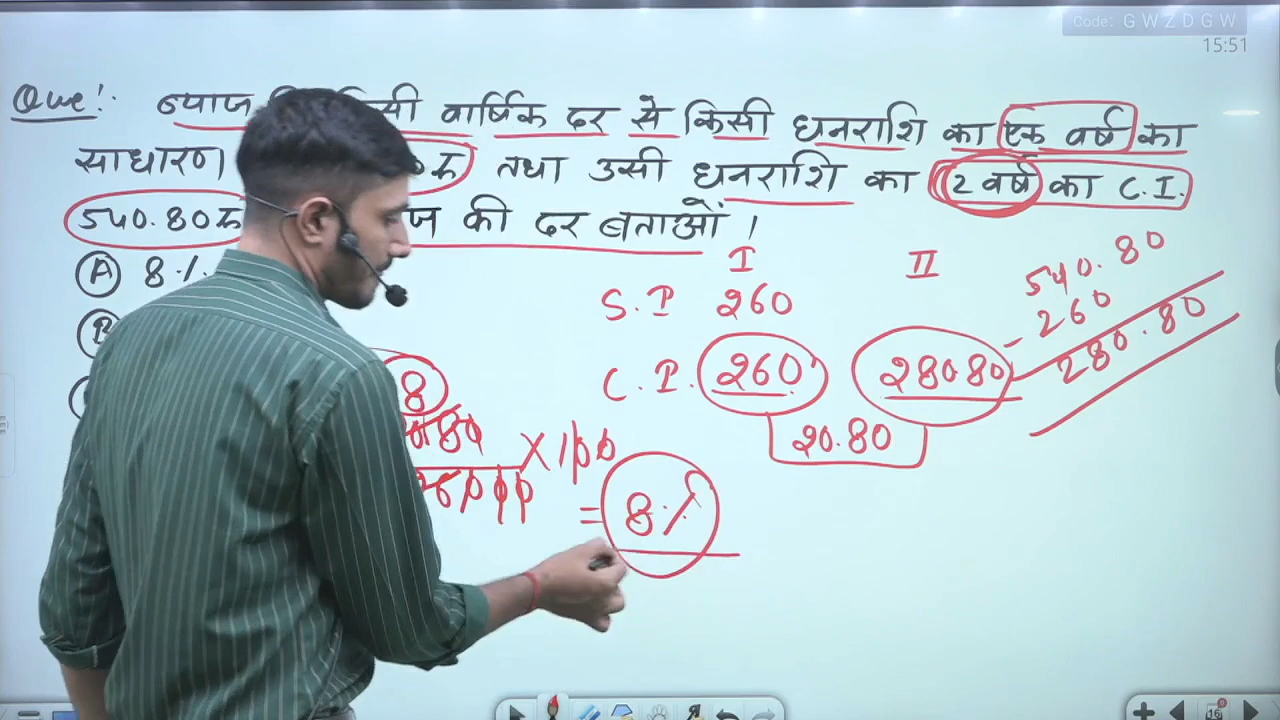 Code: GWZDGW
15:51
Que!. ब्याज कि किसी वार्षिक दर से किसी धनराशि का एक वर्ष का
साधारण तथा उसी धनराशि का 2 वर्ष का C.I.
540.80 रु की दर बताओं ।
A 8 %
B
I II
S.I 260
C.I. 260 280.80
20.80
540.80
- 260
280.80
8
× 100
= 8 %
16